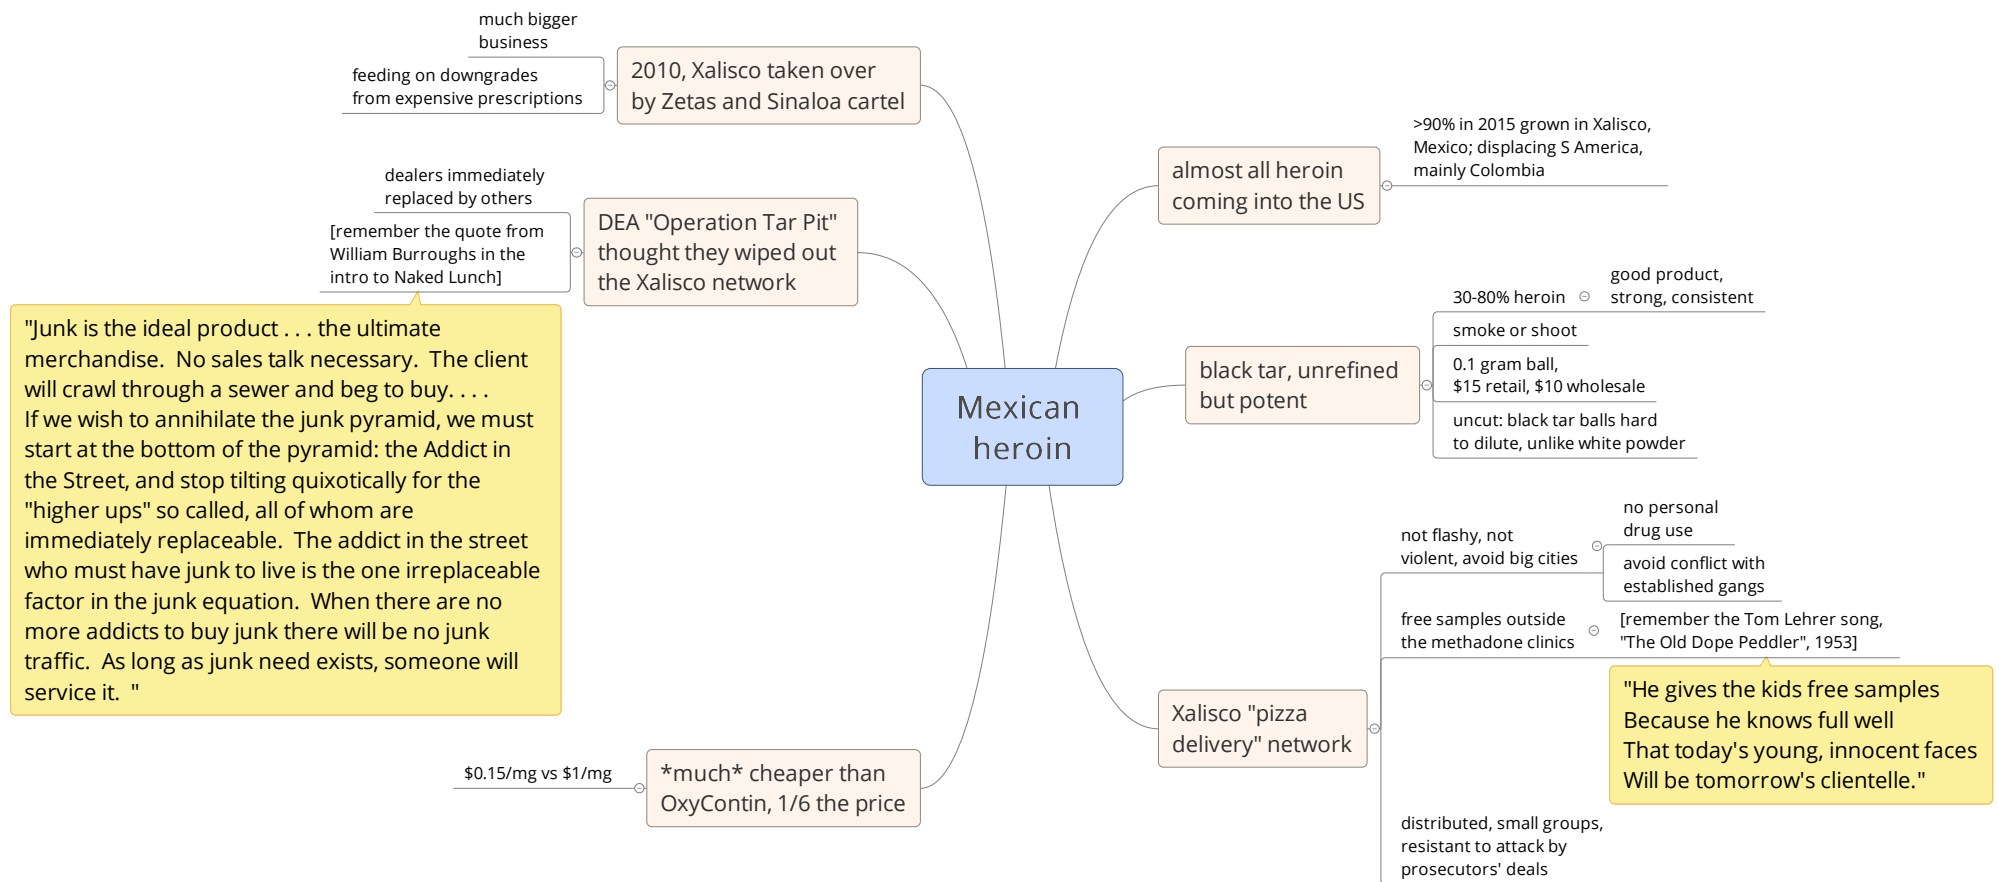 much bigger
business
feeding on downgrades
from expensive prescriptions
2010, Xalisco taken over
by Zetas and Sinaloa cartel
dealers immediately
replaced by others
[remember the quote from
William Burroughs in the
intro to Naked Lunch]
DEA "Operation Tar Pit"
thought they wiped out
the Xalisco network
"Junk is the ideal product . . . the ultimate
merchandise.  No sales talk necessary.  The client
will crawl through a sewer and beg to buy. . . .
If we wish to annihilate the junk pyramid, we must
start at the bottom of the pyramid: the Addict in
the Street, and stop tilting quixotically for the
"higher ups" so called, all of whom are
immediately replaceable.  The addict in the street
who must have junk to live is the one irreplaceable
factor in the junk equation.  When there are no
more addicts to buy junk there will be no junk
traffic.  As long as junk need exists, someone will
service it.  "
$0.15/mg vs $1/mg
*much* cheaper than
OxyContin, 1/6 the price
Mexican
heroin
almost all heroin
coming into the US
>90% in 2015 grown in Xalisco,
Mexico; displacing S America,
mainly Colombia
black tar, unrefined
but potent
30-80% heroin
good product,
strong, consistent
smoke or shoot
0.1 gram ball,
$15 retail, $10 wholesale
uncut: black tar balls hard
to dilute, unlike white powder
Xalisco "pizza
delivery" network
not flashy, not
violent, avoid big cities
no personal
drug use
avoid conflict with
established gangs
free samples outside
the methadone clinics
[remember the Tom Lehrer song,
"The Old Dope Peddler", 1953]
"He gives the kids free samples
Because he knows full well
That today's young, innocent faces
Will be tomorrow's clientelle."
distributed, small groups,
resistant to attack by
prosecutors' deals